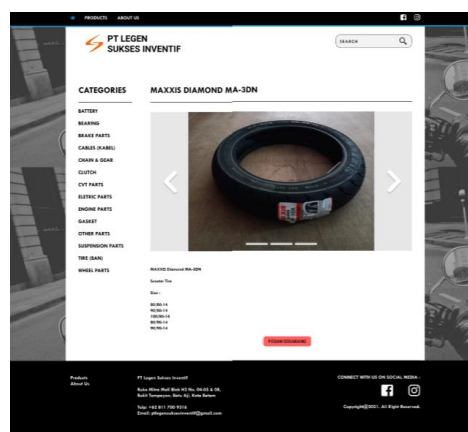 PRODUCTS ABOUT US
PT LEGEN
SUKSES INVENTIF
SEARCH
CATEGORIES
MAXXIS DIAMOND MA-3DN
BATTERY
BEARING
BRAKE PARTS
CABLES (KABEL)
CHAIN & GEAR
CLUTCH
CVT PARTS
ELETRIC PARTS
ENGINE PARTS
GASKET
OTHER PARTS
SUSPENSION PARTS
TIRE (BAN)
WHEEL PARTS
MAXXIS Diamond MA-3DN
Scooter Tire
Size :
80/80-14
90/80-14
100/80-14
80/90-14
90/90-14
PESAN SEKARANG
Products
About Us
PT Legen Sukses Inventif
Ruko Mitra Mall Blok H2 No. 04-05 & 08,
Bukit Tempayan, Batu Aji, Kota Batam
Telp: +62 811 700 9316
Email: ptlegensuksesinventif@gmail.com
CONNECT WITH US ON SOCIAL MEDIA :
Copyright@2021. All Right Reserved.